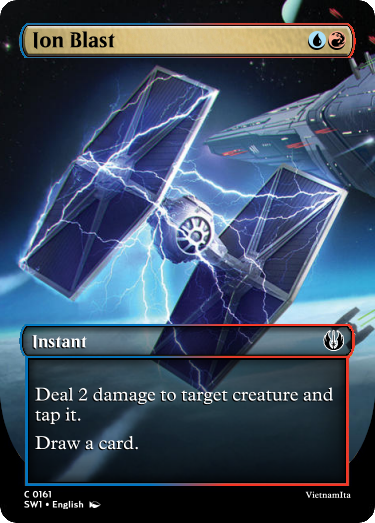 Ion Blast
Instant
Deal 2 damage to target creature and
tap it.
Draw a card.
C 0161
SW1 • English
VietnamIta